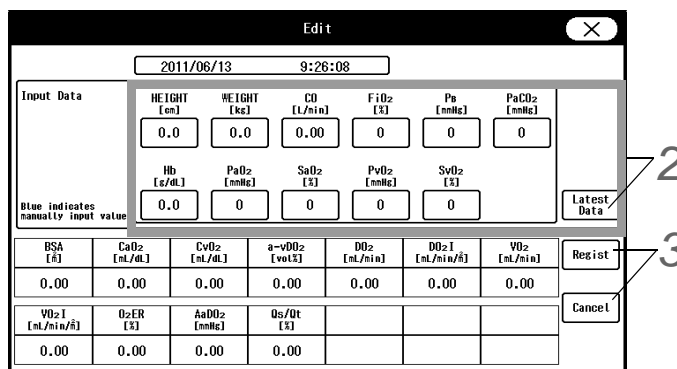 Edit
2011/06/13 9:26:08
Input Data
HEIGHT WEIGHT CO FiO₂ PB PaCO₂
[cm] [kg] [L/min] [%] [mmHg] [mmHg]
0.0 0.0 0.00 0 0 0
Hb PaO₂ SaO₂ PvO₂ SvO₂
[g/dL] [mmHg] [%] [mmHg] [%]
0.0 0 0 0 0
Blue indicates
manually input value
Latest
Data
2
BSA CaO₂ CvO₂ a-vDO₂ DO₂ DO₂I VO₂
[㎡] [mL/dL] [mL/dL] [vol%] [mL/min] [mL/min/㎡] [mL/min]
0.00 0.00 0.00 0.00 0.00 0.00 0.00
Regist
3
VO₂I O₂ER AaDO₂ Qs/Qt
[mL/min/㎡] [%] [mmHg] [%]
0.00 0.00 0.00 0.00
Cancel